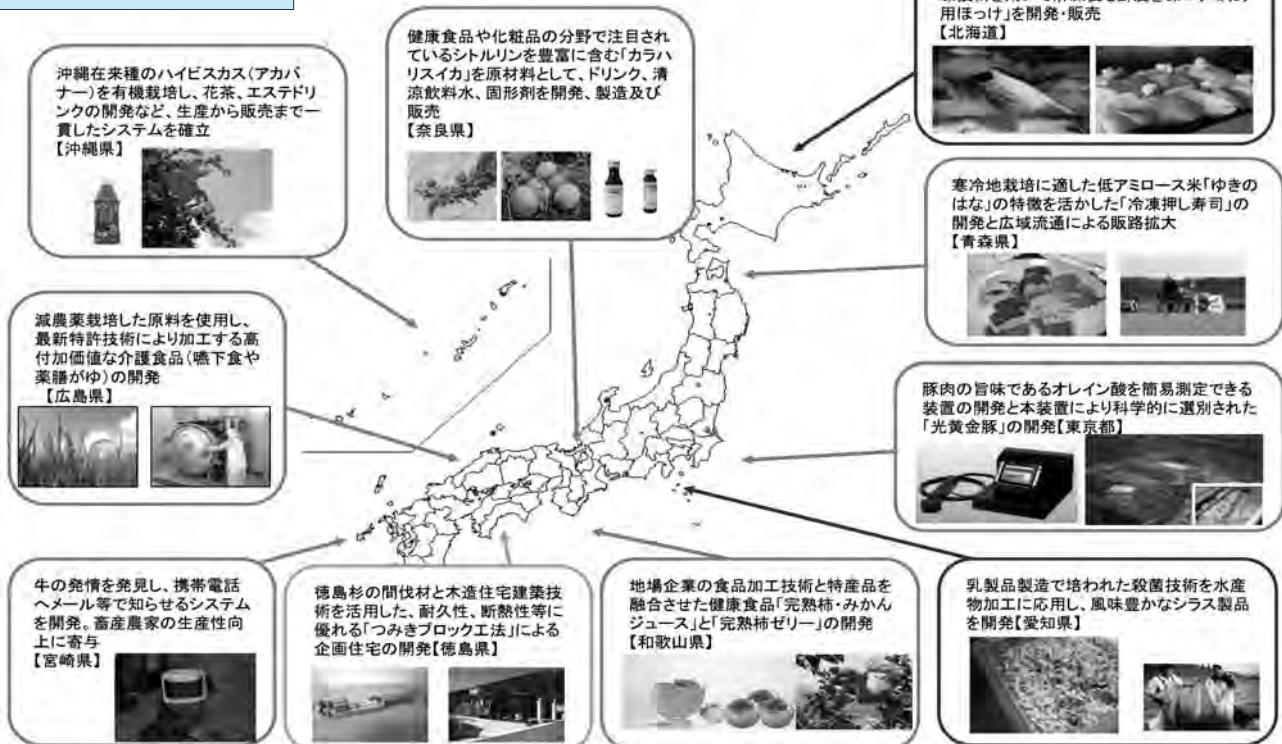 用ほっけ」を開発・販売
【北海道】
健康食品や化粧品の分野で注目され
ているシトルリンを豊富に含む「カラハ
リスイカ」を原材料として、ドリンク、清
涼飲料水、固形剤を開発、製造及び
販売
【奈良県】
沖縄在来種のハイビスカス(アカバ
ナー)を有機栽培し、花茶、エステドリ
ンクの開発など、生産から販売まで一
貫したシステムを確立
【沖縄県】
寒冷地栽培に適した低アミロース米「ゆきの
はな」の特徴を活かした「冷凍押し寿司」の
開発と広域流通による販路拡大
【青森県】
減農薬栽培した原料を使用し、
最新特許技術により加工する高
付加価値な介護食品(嚥下食や
薬膳がゆ)の開発
【広島県】
豚肉の旨味であるオレイン酸を簡易測定できる
装置の開発と本装置により科学的に選別された
「光黄金豚」の開発【東京都】
牛の発情を発見し、携帯電話
へメール等で知らせるシステム
を開発。畜産農家の生産性向
上に寄与
【宮崎県】
徳島杉の間伐材と木造住宅建築技
術を活用した、耐久性、断熱性等に
優れる「つみきブロック工法」による
企画住宅の開発【徳島県】
地場企業の食品加工技術と特産品を
融合させた健康食品「完熟柿・みかん
ジュース」と「完熟柿ゼリー」の開発
【和歌山県】
乳製品製造で培われた殺菌技術を水産
物加工に応用し、風味豊かなシラス製品
を開発【愛知県】